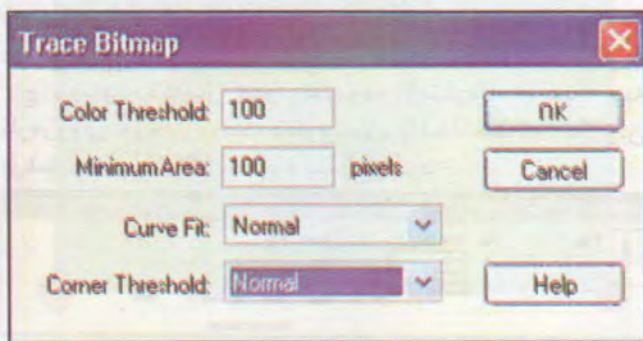 Trace Bitmap
Color Threshold: 100 OK
Minimum Area: 100 pixels Cancel
Curve Fit: Normal
Corner Threshold: Normal Help